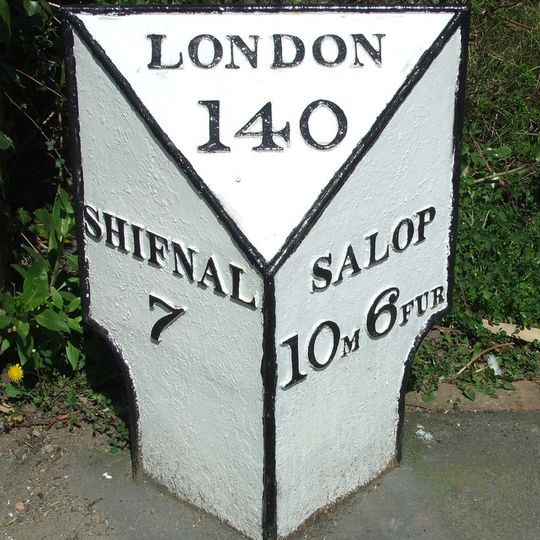 LONDON
140
SHIFNAL
7
SALOP
10M 6FUR